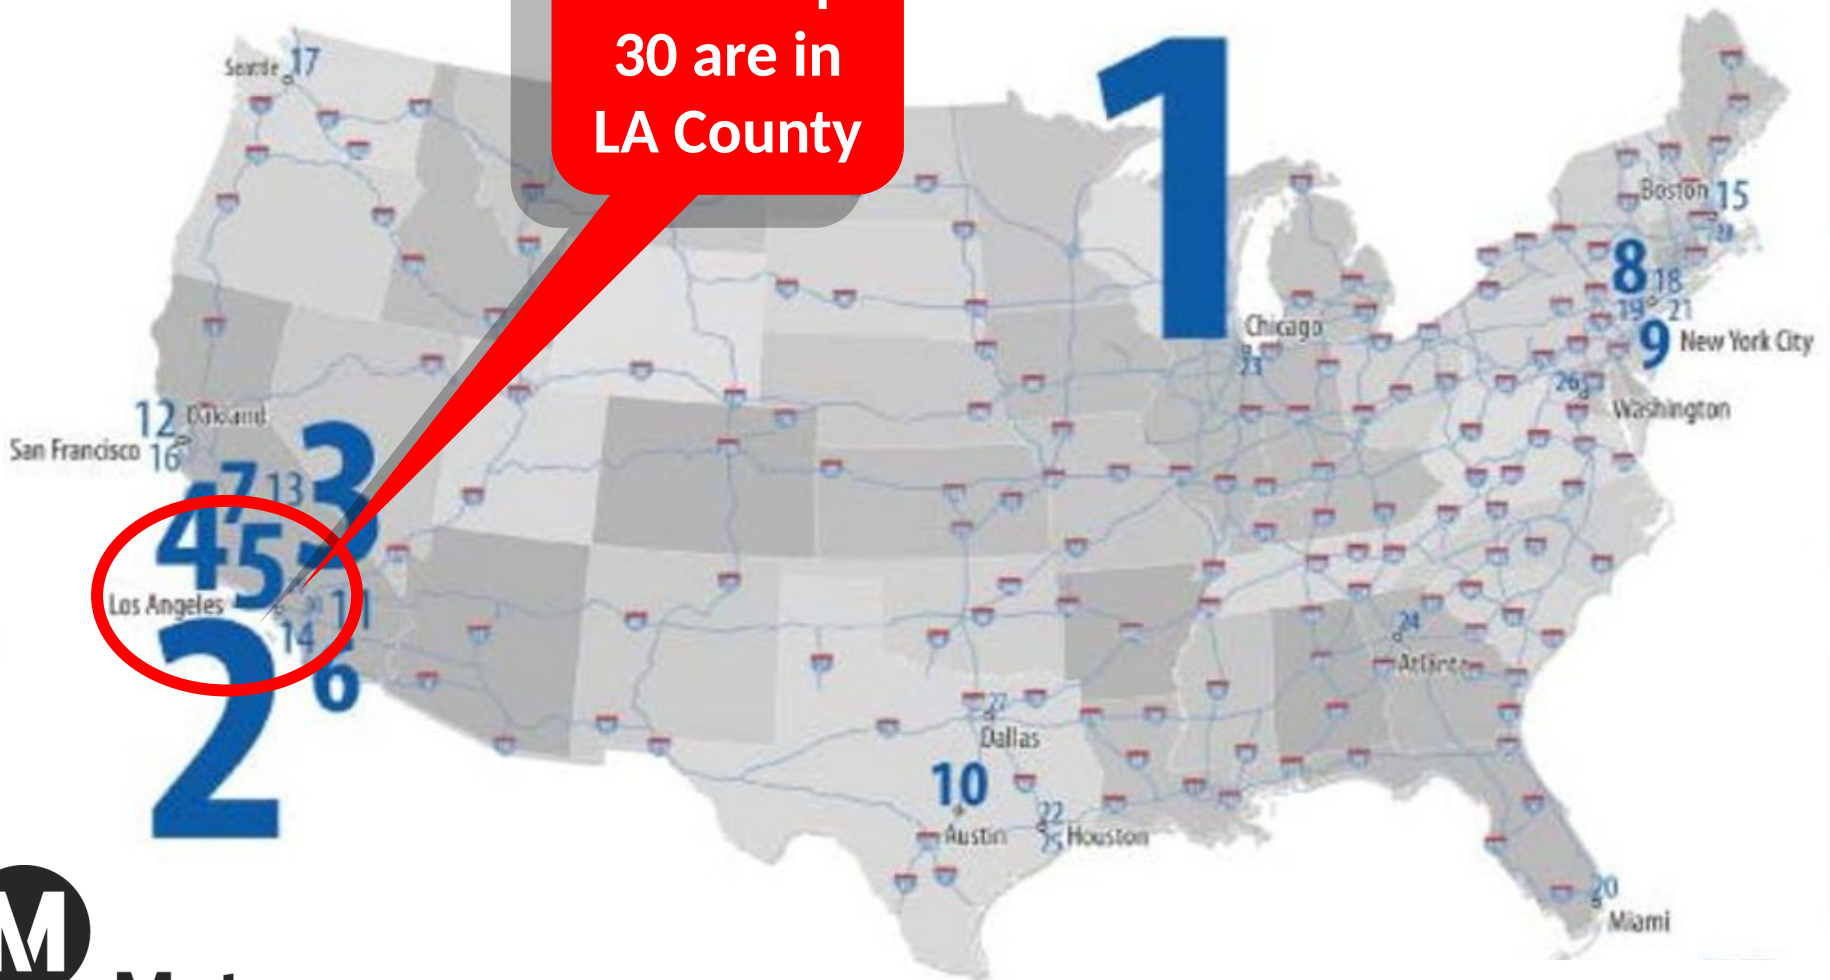 30 are in
LA County
1
Seattle 17
Boston 15
8 18
19 21
9 New York City
Chicago
23
26
Washington
12 Oakland
San Francisco 16
3
7 13
4 5
Los Angeles
11
14
2
6
24
Atlanta
27
Dallas
10
Austin
22
Houston
25
20
Miami
M